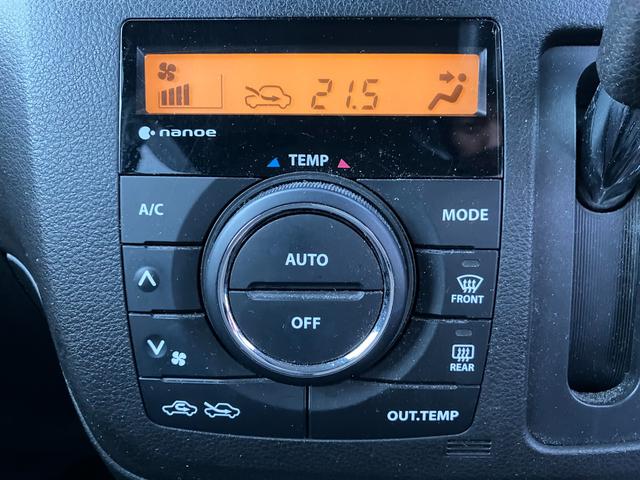 21.5
nanoe
TEMP
A/C
MODE
AUTO
FRONT
OFF
REAR
OUT.TEMP